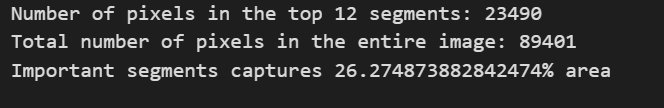 Number of pixels in the top 12 segments: 23490
Total number of pixels in the entire image: 89401
Important segments captures 26.274873882842474% area